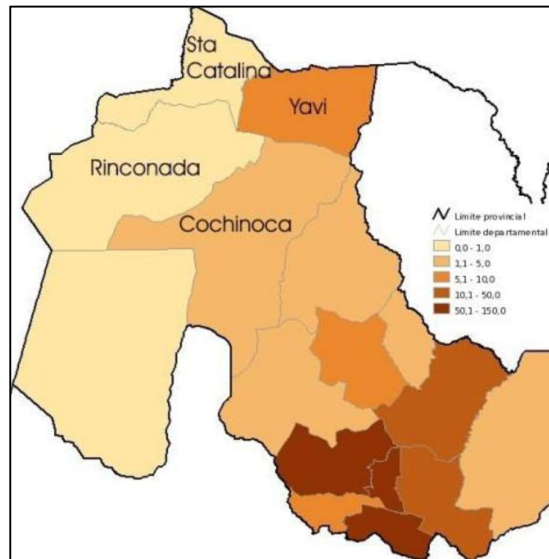 Sta
Catalina
Yavi
Rinconada
Cochinoca
Límite provincial
Límite departamental
0,0 - 1,0
1,1 - 5,0
5,1 - 10,0
10,1 - 50,0
50,1 - 150,0